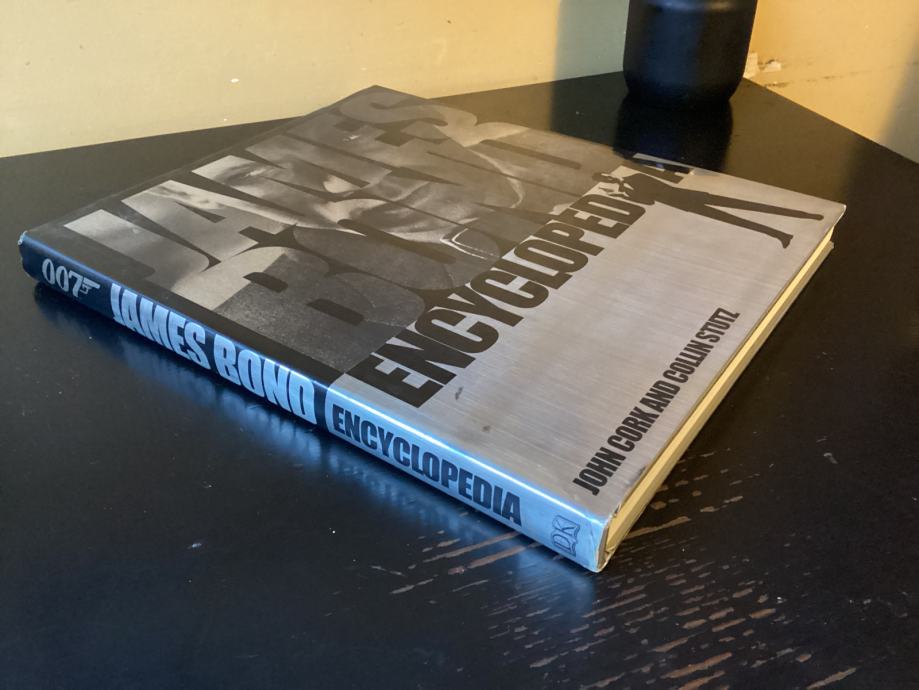 JAMES
BOND
ENCYCLOPEDIA
JOHN CORK AND COLLIN STUTZ
007
JAMES BOND
ENCYCLOPEDIA
DK